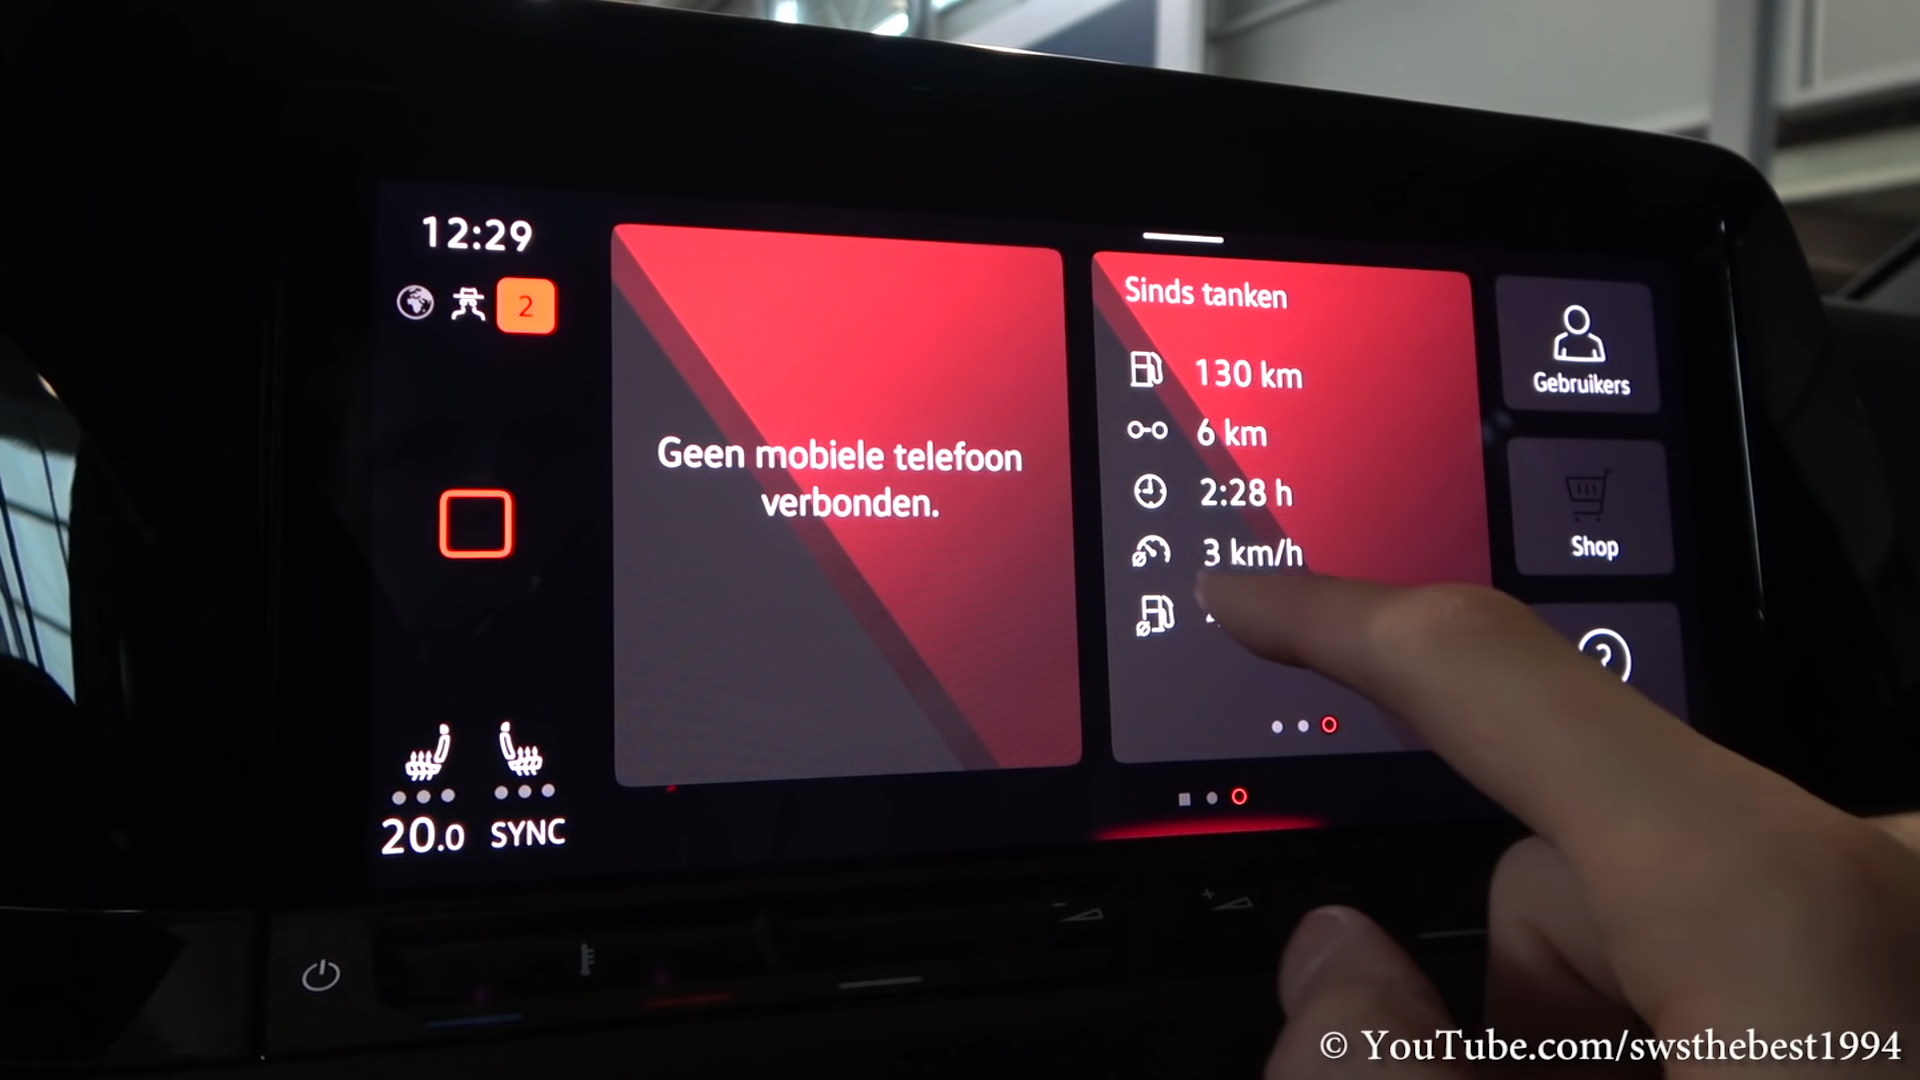 12:29
2
Geen mobiele telefoon
verbonden.
Sinds tanken
130 km
6 km
2:28 h
3 km/h
Gebruikers
Shop
20.0 SYNC
© YouTube.com/swsthebest1994